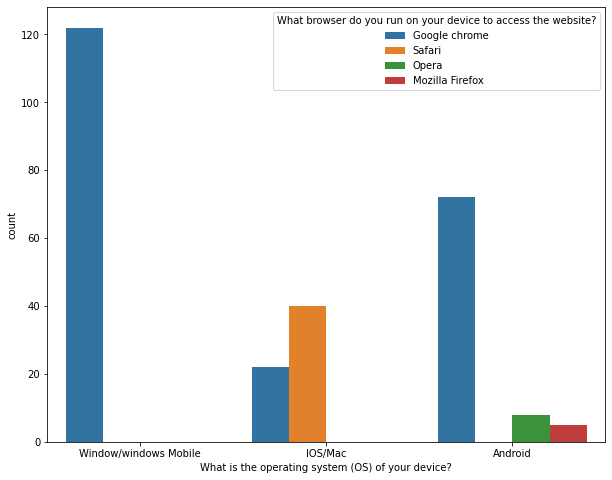 What browser do you run on your device to access the website?
Google chrome
Safari
Opera
Mozilla Firefox
120
100
80
60
40
20
0
count
Window/windows Mobile
IOS/Mac
Android
What is the operating system (OS) of your device?